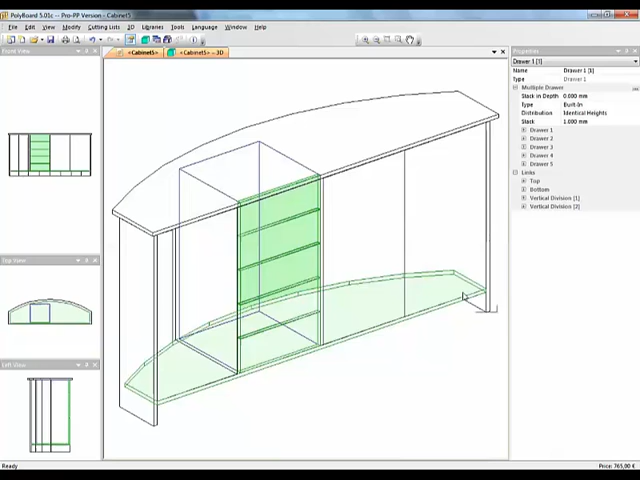 PolyBoard 5.01c -- Pro-PP Version - Cabinet5
File Edit View Modify Cutting Lists 3D Libraries Tools Language Window Help
Front View
<Cabinet5>
<Cabinet5> -- 3D
Properties
Drawer 1 [1]
Name Drawer 1 [1]
Type Drawer 1
Multiple Drawer
Stack in Depth 0.000 mm
Type Built-In
Distribution Identical Heights
Stack 1.000 mm
Drawer 1
Drawer 2
Drawer 3
Drawer 4
Drawer 5
Links
Top
Bottom
Vertical Division [1]
Vertical Division [2]
Top View
Left View
Ready
Price: 765,00 €